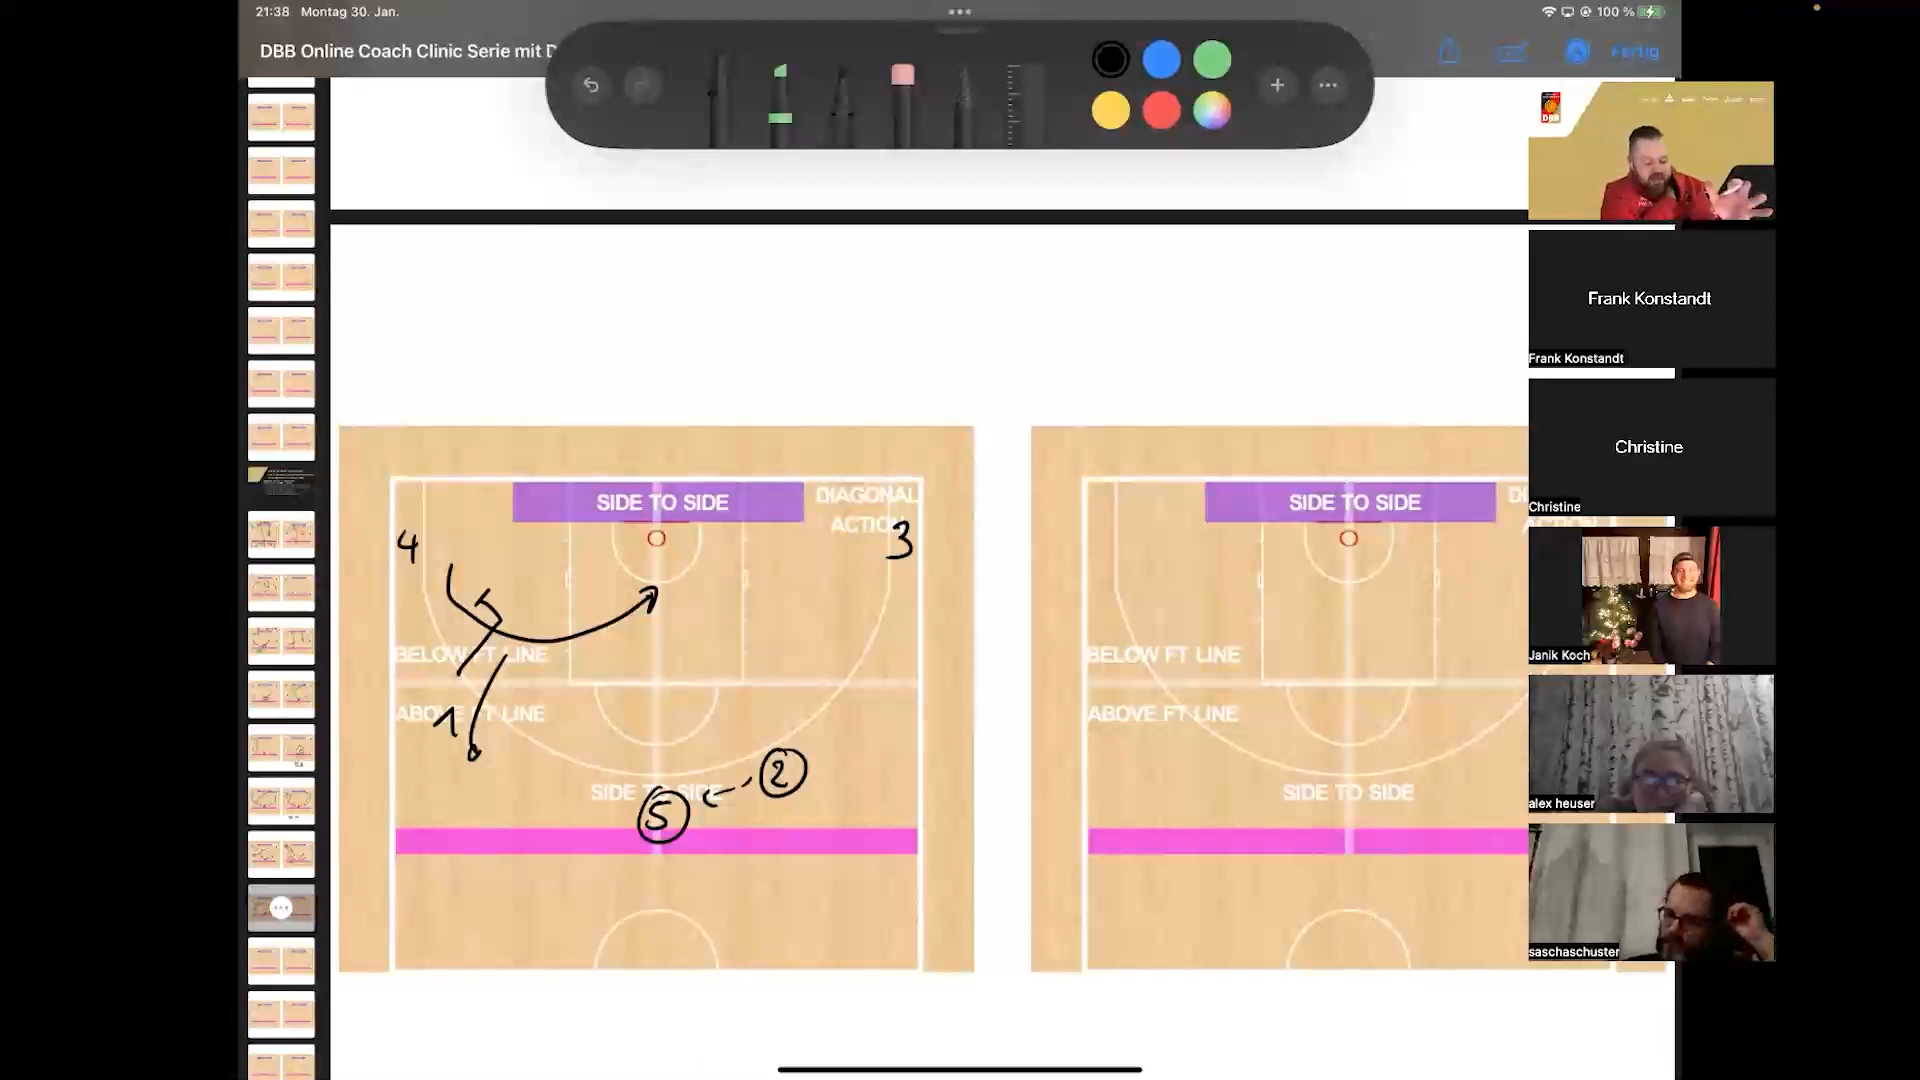 21:38 Montag 30. Jan.
100 %
DBB Online Coach Clinic Serie mit D
Fertig
DBB
Frank Konstandt
Frank Konstandt
Christine
Christine
Janik Koch
alex heuser
saschaschuster
SIDE TO SIDE
DIAGONAL
ACTION
4
3
BELOW FT LINE
ABOVE FT LINE
1
2
SIDE TO SIDE
5
SIDE TO SIDE
BELOW FT LINE
ABOVE FT LINE
SIDE TO SIDE